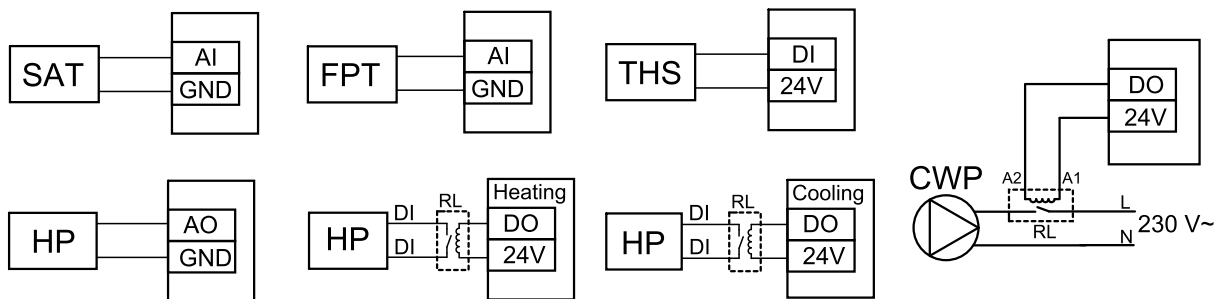 SAT
AI
GND
FPT
AI
GND
THS
DI
24V
DO
24V
CWP
A2
A1
RL
L
N
230 V~
HP
AO
GND
HP
DI
DI
RL
Heating
DO
24V
HP
DI
DI
RL
Cooling
DO
24V